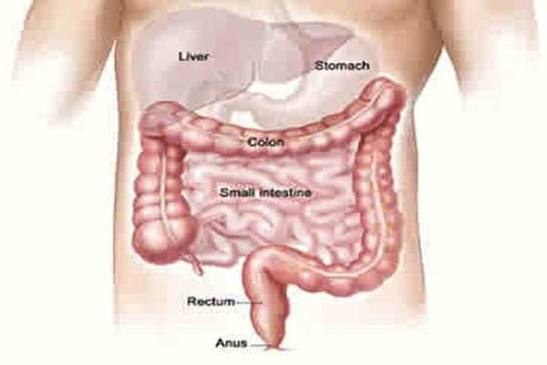 Liver
Stomach
Colon
Small intestine
Rectum
Anus